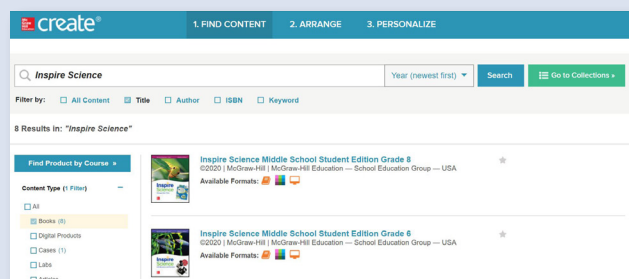 create®
1. FIND CONTENT 2. ARRANGE 3. PERSONALIZE
Inspire Science
Year (newest first)
Search
Go to Collections »
Filter by: All Content Title Author ISBN Keyword
8 Results in: "Inspire Science"
Find Product by Course »
Content Type (1 Filter) –
All
Books (8)
Digital Products
Cases (1)
Labs
Inspire Science Middle School Student Edition Grade 8
©2020 | McGraw-Hill | McGraw-Hill Education — School Education Group — USA
Available Formats:
Inspire Science
Inspire Science Middle School Student Edition Grade 6
©2020 | McGraw-Hill | McGraw-Hill Education — School Education Group — USA
Available Formats:
Inspire Science